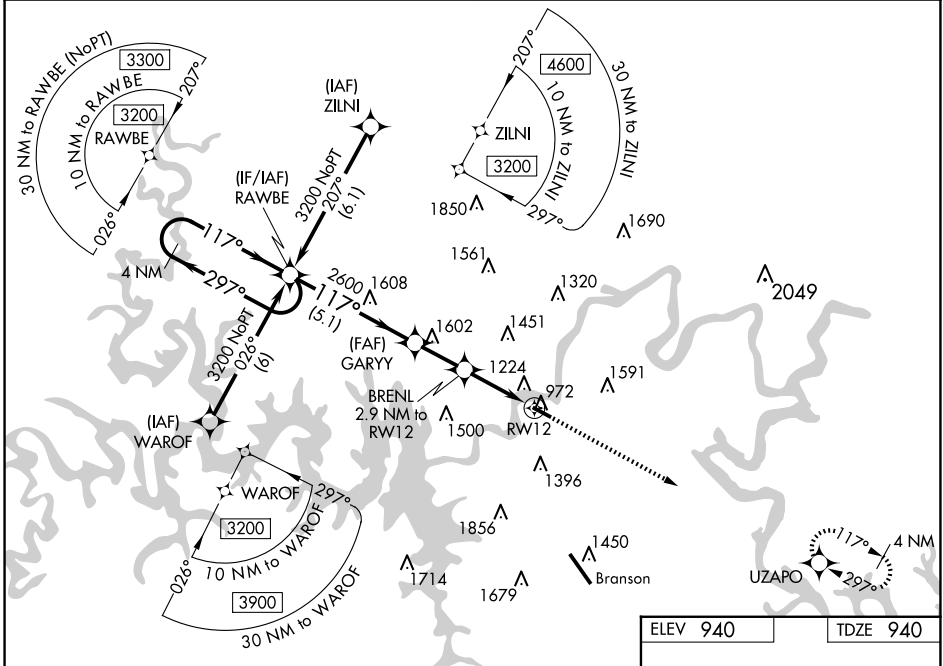 30 NM to RAWBE (NoPT)
3300
207°
10 NM to RAWBE
3200
RAWBE
026°
(IAF)
ZILNI
3200 NoPT
207°
(6.1)
(IF/IAF)
RAWBE
207°
4600
30 NM to ZILNI
10 NM to ZILNI
ZILNI
3200
297°
1850
1690
1561
1320
2049
117°
4 NM
297°
2600
117°
(5.1)
1608
1602
1451
(FAF)
GARYY
3200 NoPT
026°
(6)
BRENL
2.9 NM to
RW12
1224
972
1591
RW12
1500
(IAF)
WAROF
1396
WAROF
297°
3200
10 NM to WAROF
026°
3900
30 NM to WAROF
1856
1714
1679
1450
Branson
117°
4 NM
UZAPO
297°
ELEV 940
TDZE 940